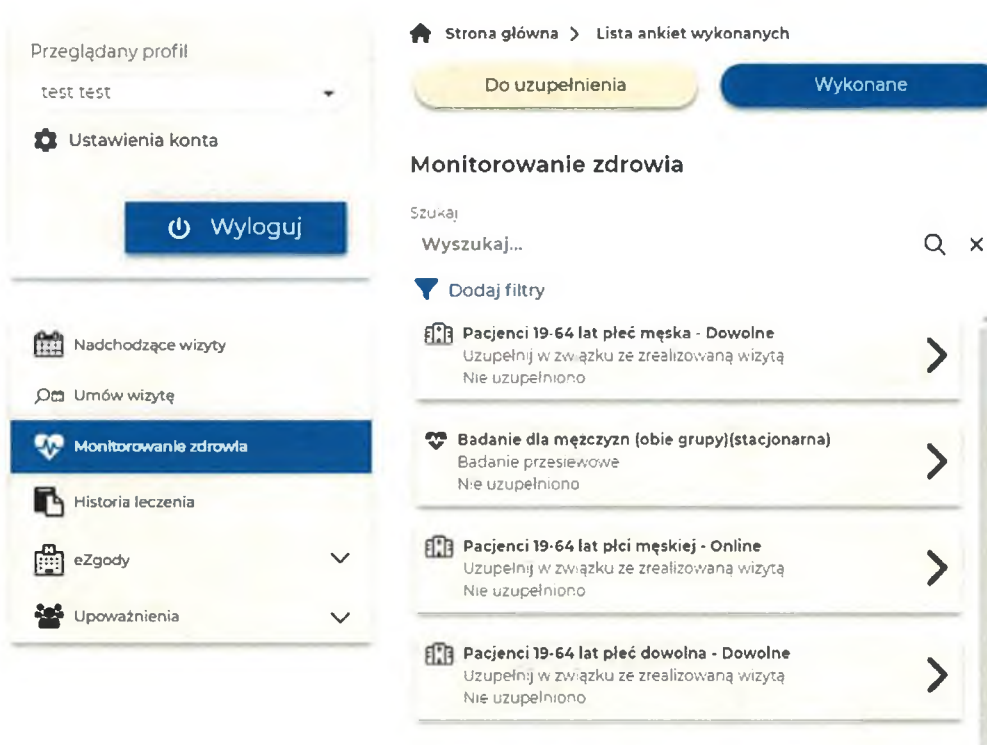 Przeglądany profil
test test
Ustawienia konta
Wyloguj
Nadchodzące wizyty
Umów wizytę
Monitorowanie zdrowia
Historia leczenia
eZgody
Upoważnienia
Strona główna > Lista ankiet wykonanych
Do uzupełnienia
Wykonane
Monitorowanie zdrowia
Szukaj
Wyszukaj...
Dodaj filtry
Pacjenci 19-64 lat płeć męska - Dowolne
Uzupełnij w związku ze zrealizowaną wizytą
Nie uzupełniono
Badanie dla mężczyzn (obie grupy)(stacjonarna)
Badanie przesiewowe
Nie uzupełniono
Pacjenci 19-64 lat płci męskiej - Online
Uzupełnij w związku ze zrealizowaną wizytą
Nie uzupełniono
Pacjenci 19-64 lat płeć dowolna - Dowolne
Uzupełnij w związku ze zrealizowaną wizytą
Nie uzupełniono